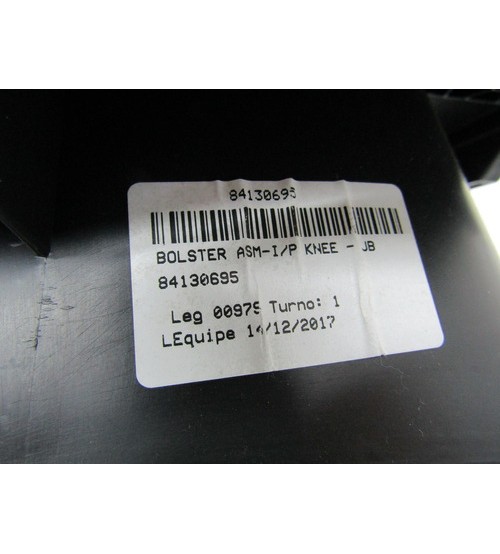 84130695
BOLSTER ASM-I/P KNEE - JB
84130695
Leg 00979 Turno: 1
LEquipe 14/12/2017